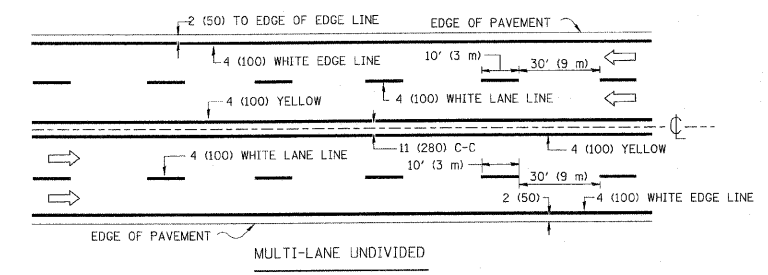 2 (50) TO EDGE OF EDGE LINE
EDGE OF PAVEMENT
4 (100) WHITE EDGE LINE
10' (3 m)
30' (9 m)
4 (100) YELLOW
4 (100) WHITE LANE LINE
℄
4 (100) WHITE LANE LINE
11 (280) C-C
4 (100) YELLOW
10' (3 m)
30' (9 m)
2 (50)
4 (100) WHITE EDGE LINE
EDGE OF PAVEMENT
MULTI-LANE UNDIVIDED